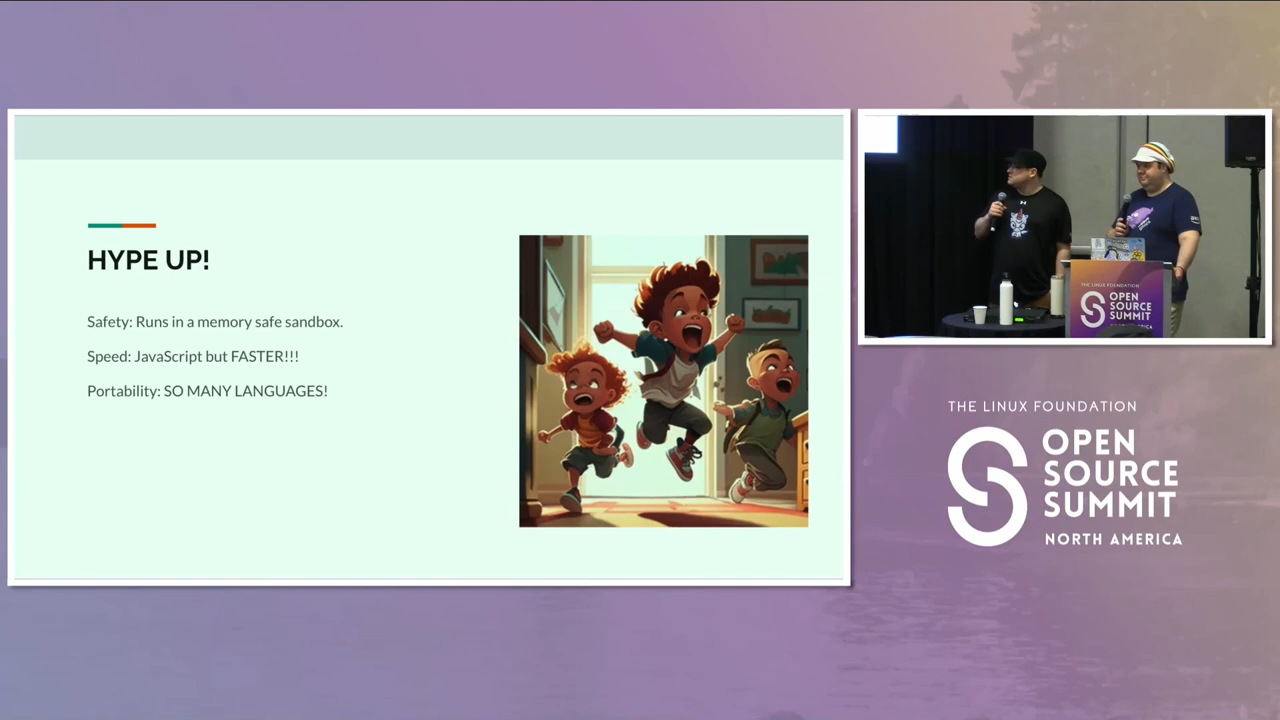 HYPE UP!
Safety: Runs in a memory safe sandbox.
Speed: JavaScript but FASTER!!!
Portability: SO MANY LANGUAGES!
THE LINUX FOUNDATION
OPEN
SOURCE
SUMMIT
THE LINUX FOUNDATION
OPEN
SOURCE
SUMMIT
NORTH AMERICA